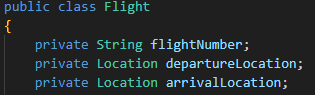 public class Flight
{
    private String flightNumber;
    private Location departureLocation;
    private Location arrivalLocation;